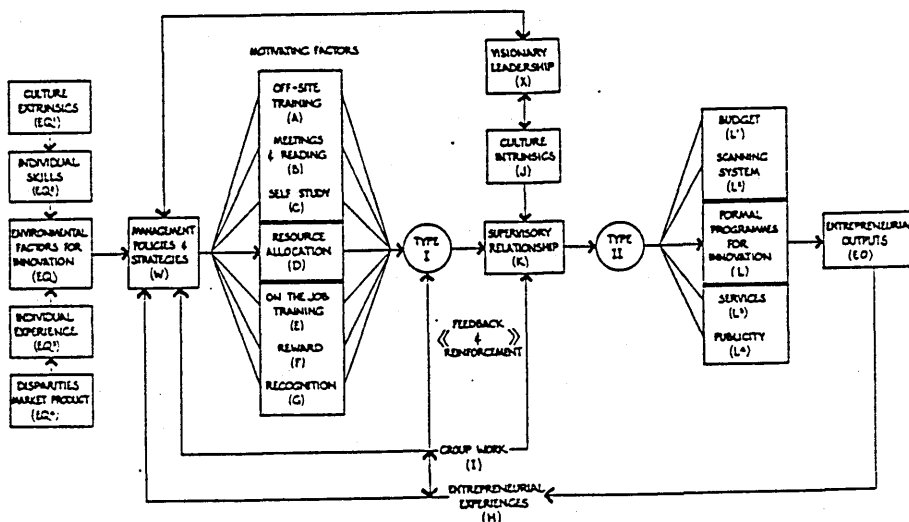 MOTIVATING FACTORS
VISIONARY
LEADERSHIP
(X)
CULTURE
EXTRINSICS
(EQ¹)
INDIVIDUAL
SKILLS
(EQ²)
ENVIRONMENTAL
FACTORS FOR
INNOVATION
(EQ)
INDIVIDUAL
EXPERIENCE
(EQ³)
DISPARITIES
MARKET PRODUCT
(EQ⁴)
MANAGEMENT
POLICIES &
STRATEGIES
(W)
OFF-SITE
TRAINING
(A)
MEETINGS
& READING
(B)
SELF STUDY
(C)
RESOURCE
ALLOCATION
(D)
ON THE JOB
TRAINING
(E)
REWARD
(F)
RECOGNITION
(G)
TYPE
I
CULTURE
INTRINSICS
(J)
SUPERVISORY
RELATIONSHIP
(K)
FEEDBACK
&
REINFORCEMENT
TYPE
II
BUDGET
(L¹)
SCANNING
SYSTEM
(L²)
FORMAL
PROGRAMMES
FOR
INNOVATION
(L)
SERVICES
(L³)
PUBLICITY
(L⁴)
ENTREPRENEURIAL
OUTPUTS
(EO)
GROUP WORK
(I)
ENTREPRENEURIAL
EXPERIENCES
(H)